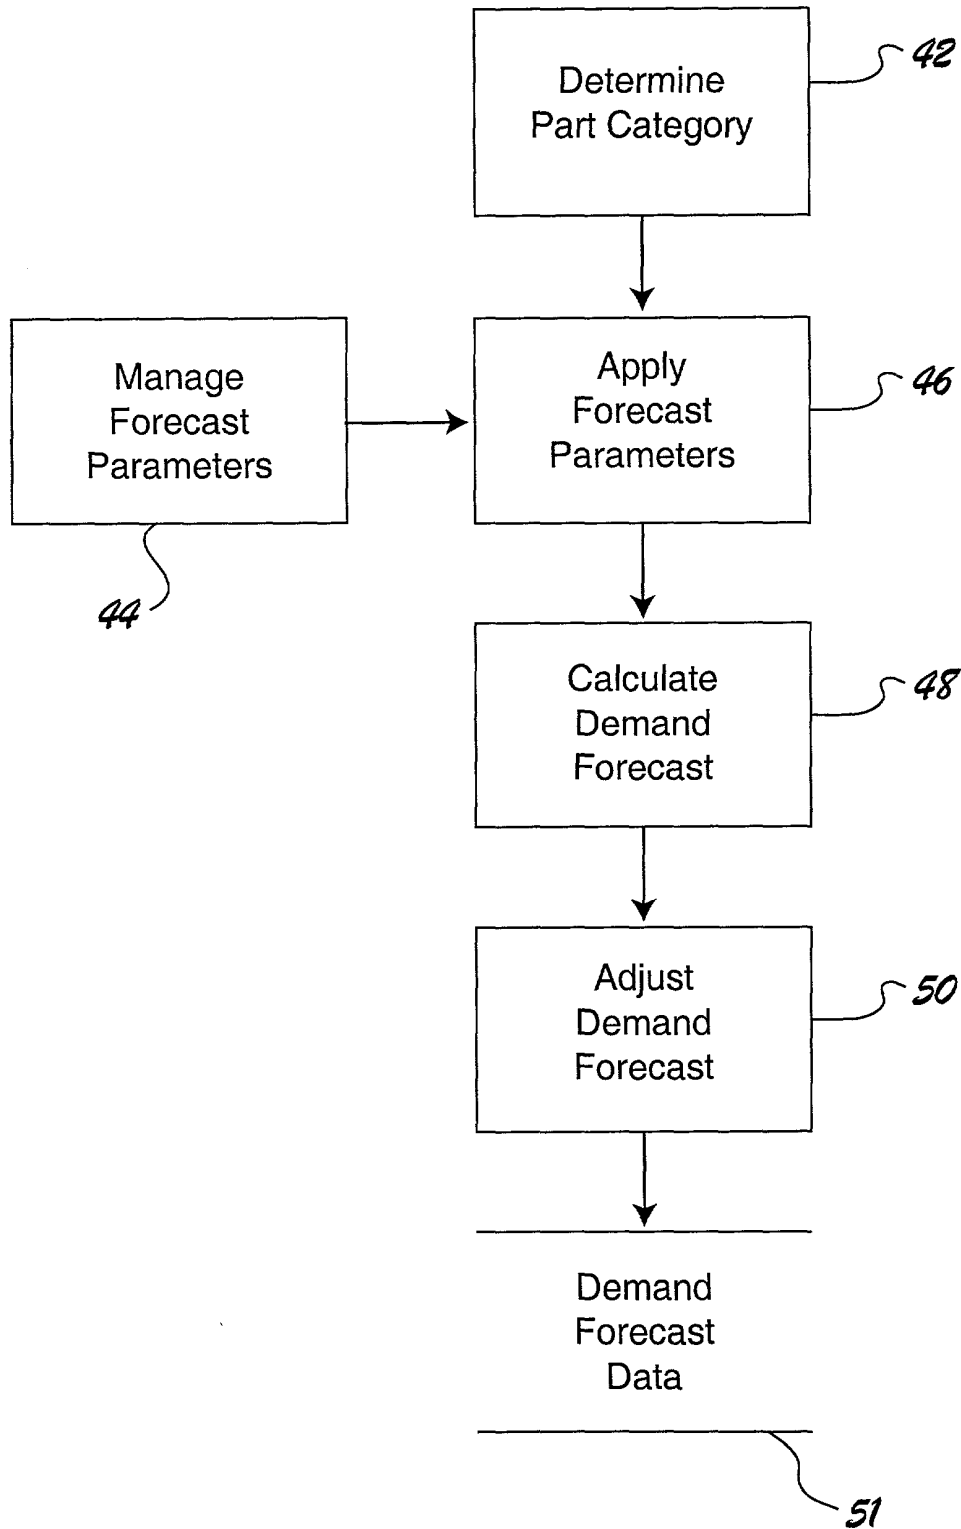 42
Determine
Part Category
46
Apply
Forecast
Parameters
Manage
Forecast
Parameters
44
48
Calculate
Demand
Forecast
50
Adjust
Demand
Forecast
Demand
Forecast
Data
51